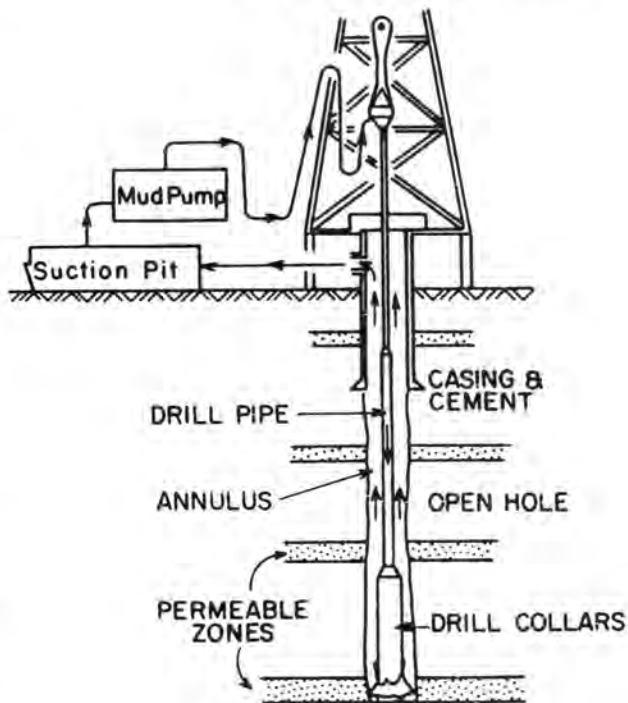 Mud Pump
Suction Pit
CASING &
CEMENT
DRILL PIPE
ANNULUS
OPEN HOLE
PERMEABLE
ZONES
DRILL COLLARS